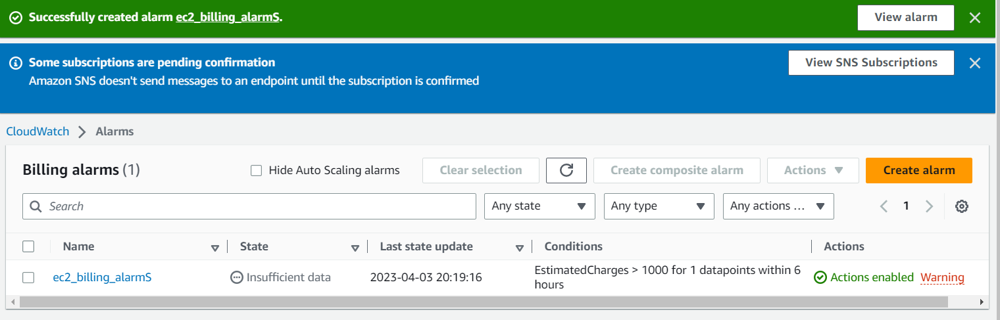 Successfully created alarm ec2_billing_alarmS.
View alarm
Some subscriptions are pending confirmation
View SNS Subscriptions
Amazon SNS doesn't send messages to an endpoint until the subscription is confirmed
CloudWatch
Alarms
Billing alarms (1)
Hide Auto Scaling alarms
Clear selection
Create composite alarm
Actions
Create alarm
Search
Any state
Any type
Any actions ...
1
Name
State
Last state update
Conditions
Actions
ec2_billing_alarmS
Insufficient data
2023-04-03 20:19:16
EstimatedCharges > 1000 for 1 datapoints within 6
hours
Actions enabled
Warning